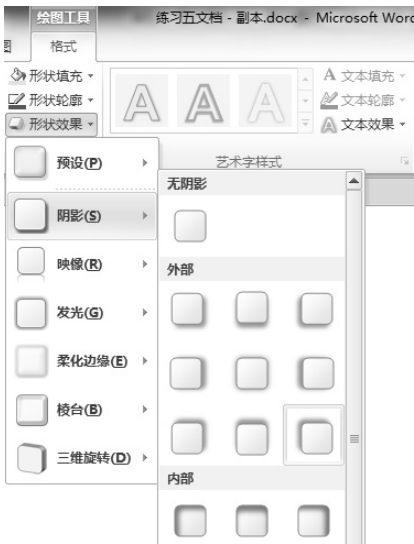 绘图工具 练习五文档 - 副本.docx - Microsoft Word
图 格式
形状填充 A 文本填充
形状轮廓 文本轮廓
形状效果 A 文本效果
艺术字样式
预设(P)
阴影(S)
映像(R)
发光(G)
柔化边缘(E)
棱台(B)
三维旋转(D)
无阴影
外部
内部